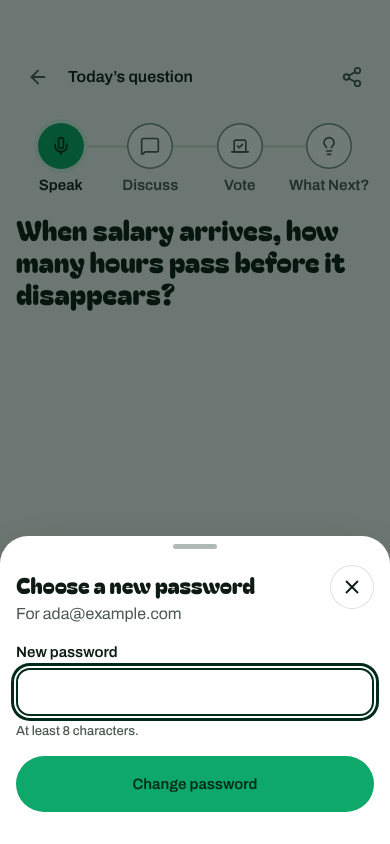 Today’s question
Speak
Discuss
Vote
What Next?
When salary arrives, how
many hours pass before it
disappears?
Choose a new password
For ada@example.com
New password
At least 8 characters.
Change password